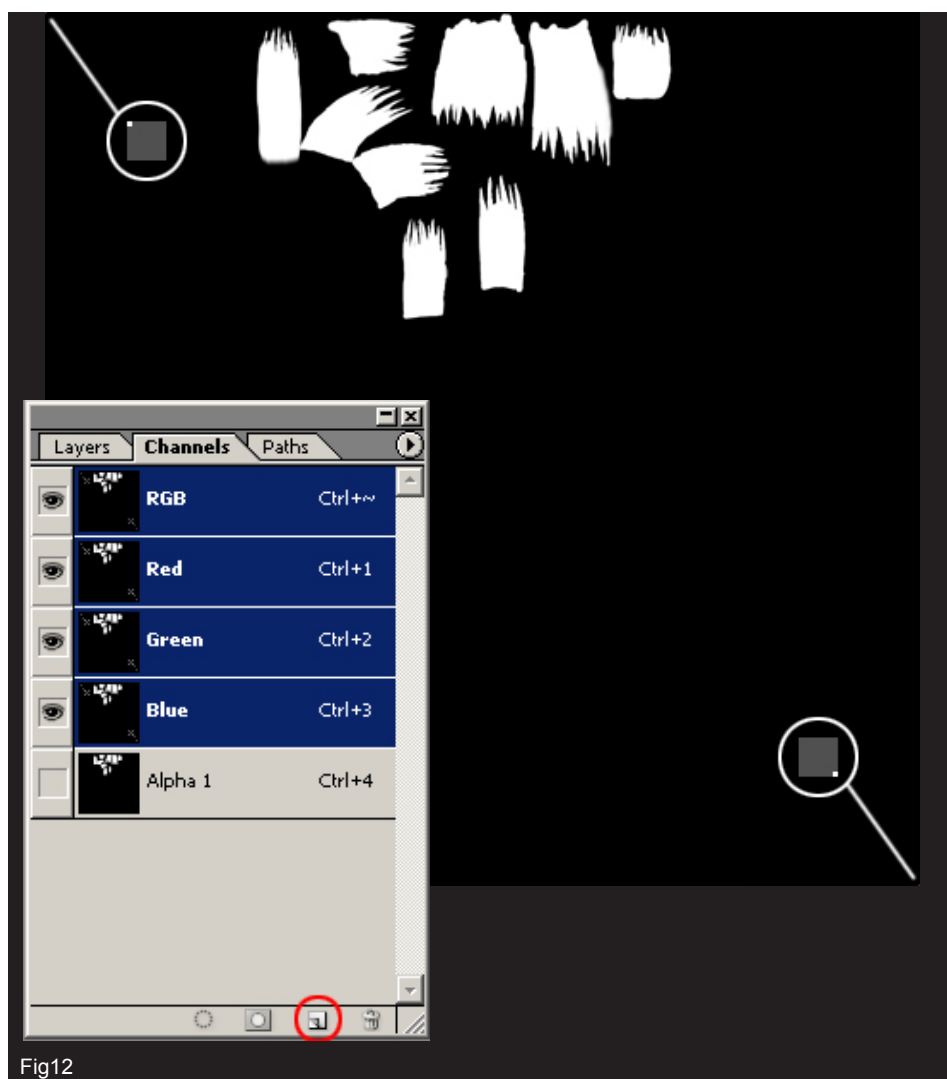 Layers Channels Paths
RGB Ctrl+~
Red Ctrl+1
Green Ctrl+2
Blue Ctrl+3
Alpha 1 Ctrl+4
Fig12